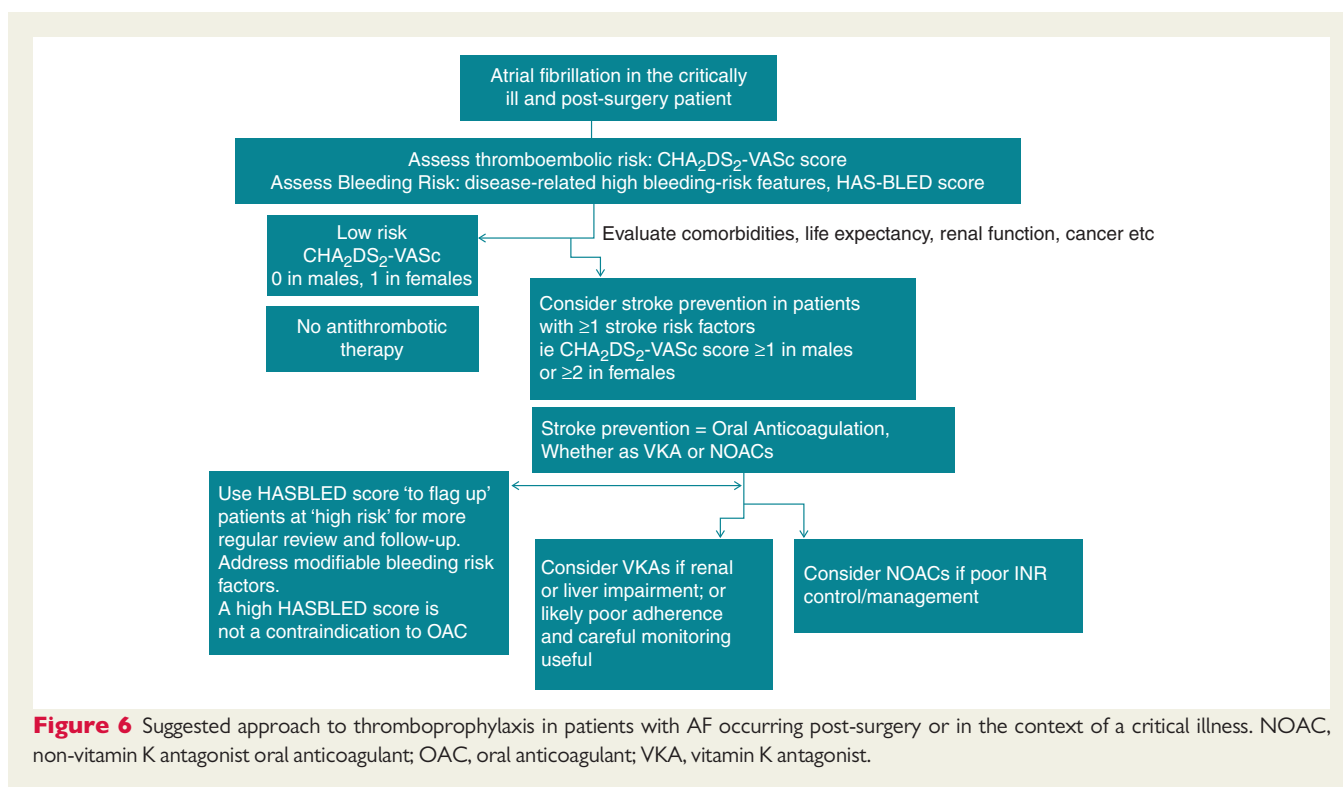 Atrial fibrillation in the critically
ill and post-surgery patient
Assess thromboembolic risk: CHA₂DS₂-VASc score
Assess Bleeding Risk: disease-related high bleeding-risk features, HAS-BLED score
Low risk
CHA₂DS₂-VASc
0 in males, 1 in females
Evaluate comorbidities, life expectancy, renal function, cancer etc
No antithrombotic
therapy
Consider stroke prevention in patients
with ≥1 stroke risk factors
ie CHA₂DS₂-VASc score ≥1 in males
or ≥2 in females
Stroke prevention = Oral Anticoagulation,
Whether as VKA or NOACs
Use HASBLED score ‘to flag up’
patients at ‘high risk’ for more
regular review and follow-up.
Address modifiable bleeding risk
factors.
A high HASBLED score is
not a contraindication to OAC
Consider VKAs if renal
or liver impairment; or
likely poor adherence
and careful monitoring
useful
Consider NOACs if poor INR
control/management
Figure 6 Suggested approach to thromboprophylaxis in patients with AF occurring post-surgery or in the context of a critical illness. NOAC,
non-vitamin K antagonist oral anticoagulant; OAC, oral anticoagulant; VKA, vitamin K antagonist.